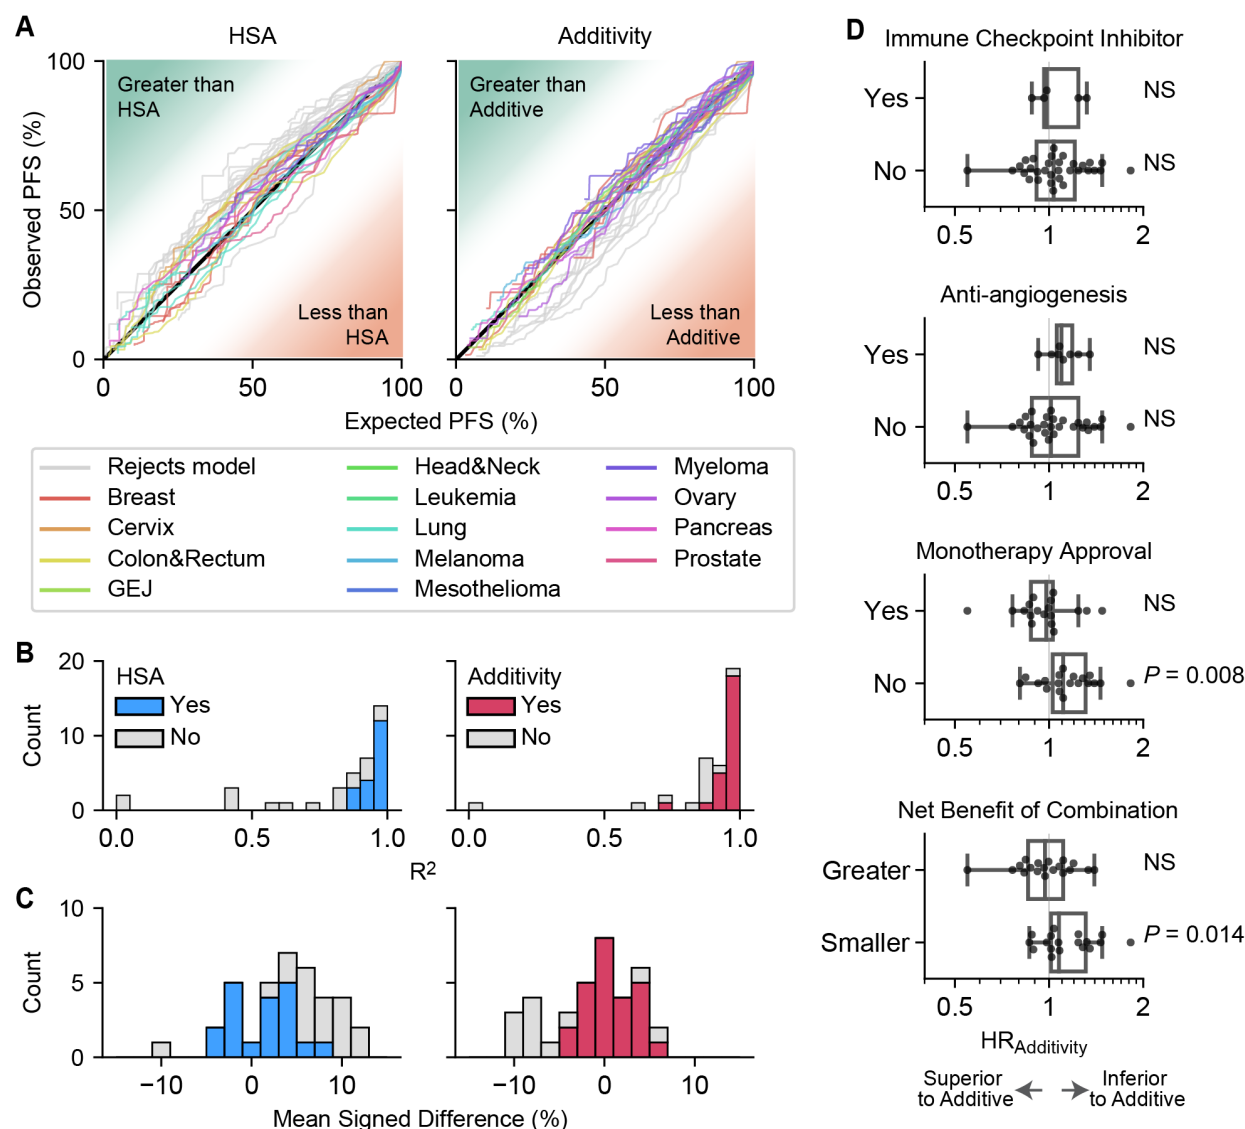 A
HSA
Additivity
Observed PFS (%)
100
50
0
Greater than
HSA
Less than
HSA
Greater than
Additive
Less than
Additive
0
50
100
0
50
100
Expected PFS (%)
Rejects model
Breast
Cervix
Colon&Rectum
GEJ
Head&Neck
Leukemia
Lung
Melanoma
Mesothelioma
Myeloma
Ovary
Pancreas
Prostate
B
Count
20
10
0
HSA
Yes
No
Additivity
Yes
No
0.0
0.5
1.0
0.0
0.5
1.0
R²
C
Count
10
5
0
−10
0
10
−10
0
10
Mean Signed Difference (%)
D
Immune Checkpoint Inhibitor
Yes
NS
No
NS
0.5
1
2
Anti-angiogenesis
Yes
NS
No
NS
0.5
1
2
Monotherapy Approval
Yes
NS
No
P = 0.008
0.5
1
2
Net Benefit of Combination
Greater
NS
Smaller
P = 0.014
0.5
1
2
HR Additivity
Superior
to Additive
Inferior
to Additive